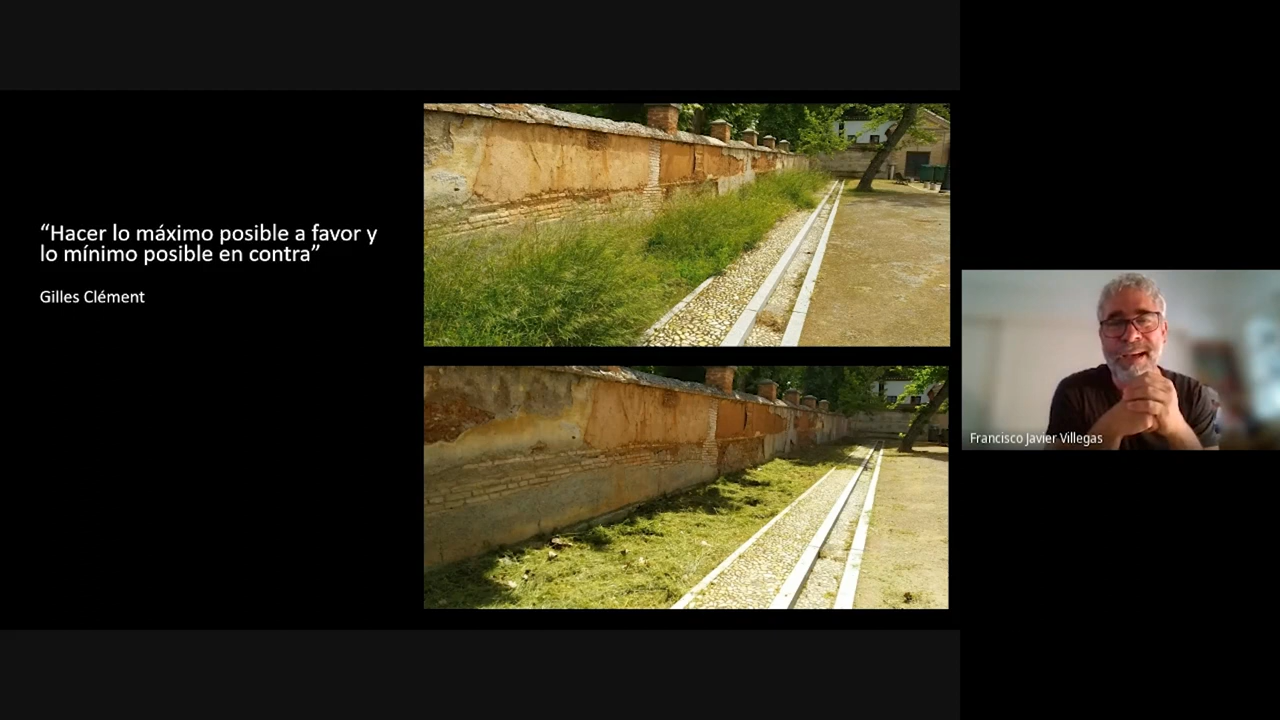 “Hacer lo máximo posible a favor y
lo mínimo posible en contra”
Gilles Clément
Francisco Javier Villegas